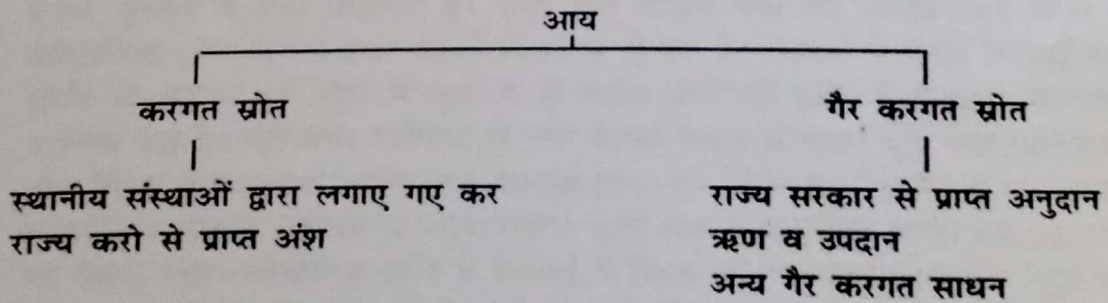 आय
करगत स्रोत
गैर करगत स्रोत
स्थानीय संस्थाओं द्वारा लगाए गए कर
राज्य करो से प्राप्त अंश
राज्य सरकार से प्राप्त अनुदान
ऋण व उपदान
अन्य गैर करगत साधन